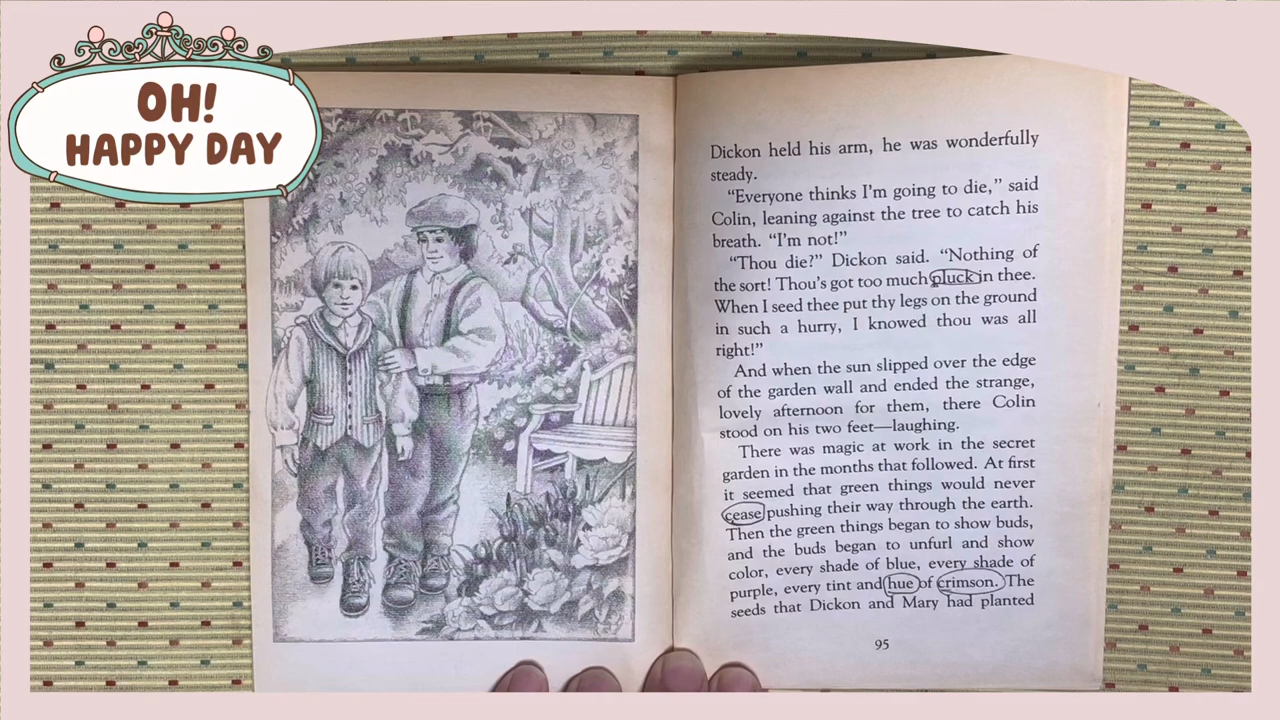 OH!
HAPPY DAY
Dickon held his arm, he was wonderfully
steady.
“Everyone thinks I'm going to die,” said
Colin, leaning against the tree to catch his
breath. “I'm not!”
“Thou die?” Dickon said. “Nothing of
the sort! Thou's got too much pluck in thee.
When I seed thee put thy legs on the ground
in such a hurry, I knowed thou was all
right!”
And when the sun slipped over the edge
of the garden wall and ended the strange,
lovely afternoon for them, there Colin
stood on his two feet—laughing.
There was magic at work in the secret
garden in the months that followed. At first
it seemed that green things would never
cease pushing their way through the earth.
Then the green things began to show buds,
and the buds began to unfurl and show
color, every shade of blue, every shade of
purple, every tint and hue of crimson. The
seeds that Dickon and Mary had planted
95